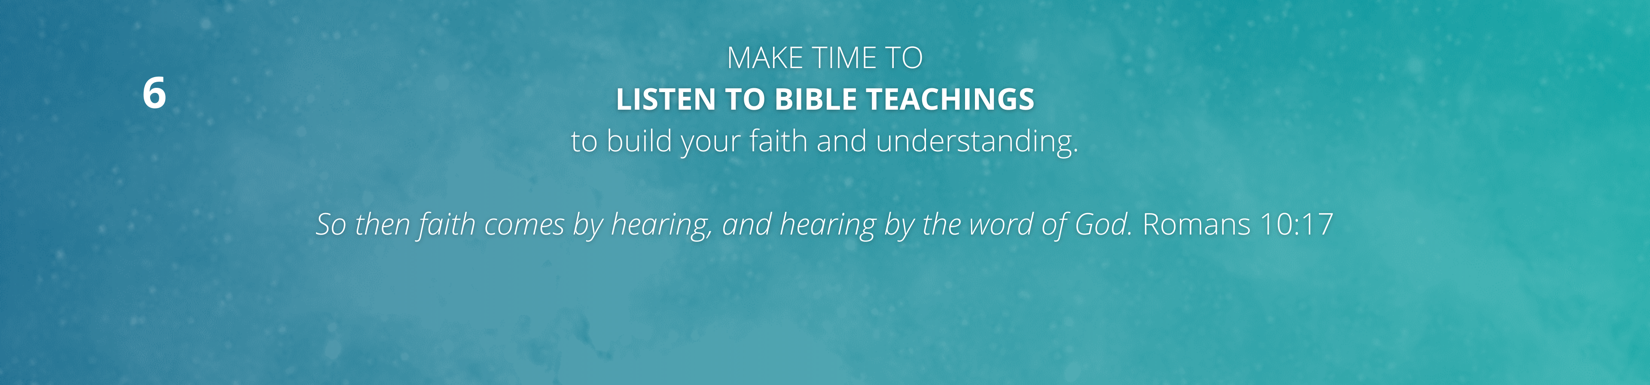 6
MAKE TIME TO
LISTEN TO BIBLE TEACHINGS
to build your faith and understanding.
So then faith comes by hearing, and hearing by the word of God. Romans 10:17